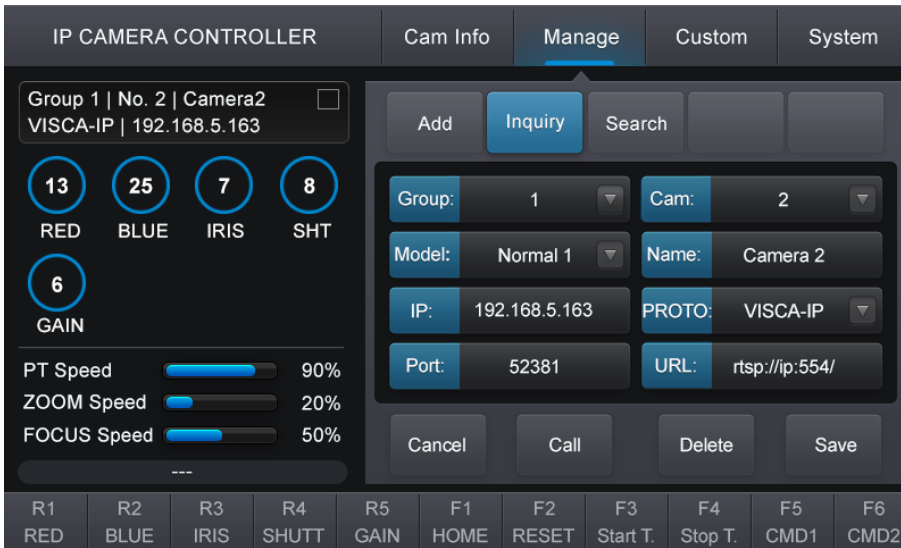 IP CAMERA CONTROLLER
Cam Info
Manage
Custom
System
Group 1 | No. 2 | Camera2
VISCA-IP | 192.168.5.163
13
25
7
8
RED
BLUE
IRIS
SHT
6
GAIN
PT Speed 90%
ZOOM Speed 20%
FOCUS Speed 50%
---
Add
Inquiry
Search
Group: 1
Cam: 2
Model: Normal 1
Name: Camera 2
IP: 192.168.5.163
PROTO: VISCA-IP
Port: 52381
URL: rtsp://ip:554/
Cancel
Call
Delete
Save
R1 R2 R3 R4 R5 F1 F2 F3 F4 F5 F6
RED BLUE IRIS SHUTT GAIN HOME RESET Start T. Stop T. CMD1 CMD2